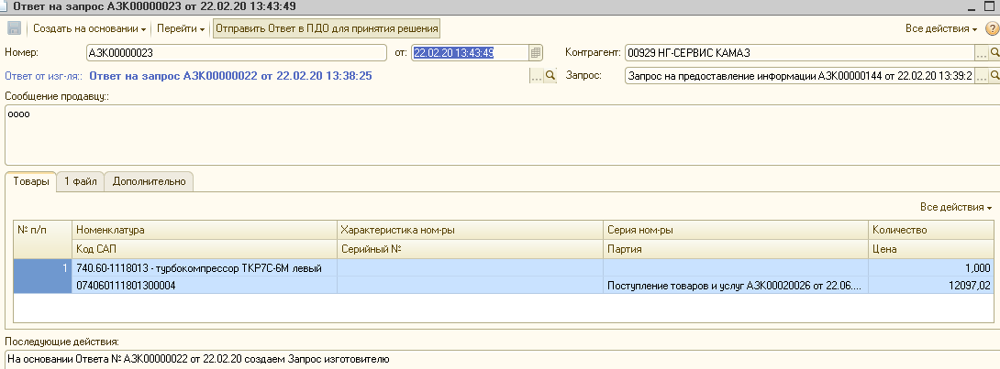 Ответ на запрос АЗК00000023 от 22.02.20 13:43:49
Создать на основании Перейти Отправить Ответ в ПДО для принятия решения Все действия ?
Номер: АЗК00000023 от: 22.02.20 13:43:49 Контрагент: 00929 НГ-СЕРВИС КАМАЗ ...
Ответ от изг-ля:: Ответ на запрос АЗК00000022 от 22.02.20 13:38:25 ... Запрос: Запрос на предоставление информации АЗК00000144 от 22.02.20 13:39:2 ...
Сообщение продавцу::
оооо
Товары 1 файл Дополнительно
Все действия
№ п/п Номенклатура Характеристика ном-ры Серия ном-ры Количество
Код САП Серийный № Партия Цена
1 740.60-1118013 - турбокомпрессор ТКР7С-6М левый 1,000
074060111801300004 Поступление товаров и услуг АЗК00020026 от 22.06.... 12097,02
Последующие действия:
На основании Ответа № АЗК00000022 от 22.02.20 создаем Запрос изготовителю